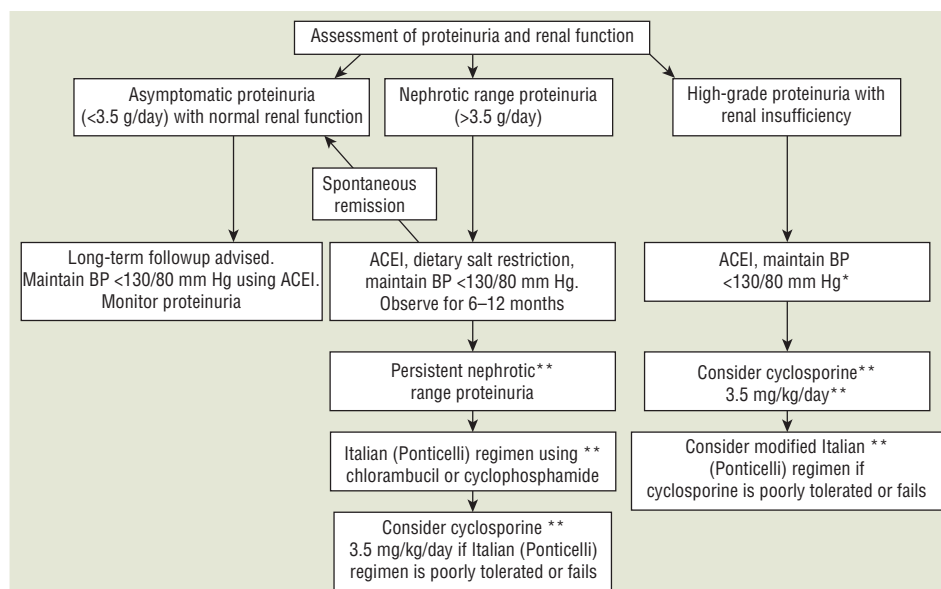 Assessment of proteinuria and renal function
Asymptomatic proteinuria
(<3.5 g/day) with normal renal function
Nephrotic range proteinuria
(>3.5 g/day)
High-grade proteinuria with
renal insufficiency
Spontaneous
remission
Long-term followup advised.
Maintain BP <130/80 mm Hg using ACEI.
Monitor proteinuria
ACEI, dietary salt restriction,
maintain BP <130/80 mm Hg.
Observe for 6–12 months
ACEI, maintain BP
<130/80 mm Hg*
Persistent nephrotic**
range proteinuria
Consider cyclosporine**
3.5 mg/kg/day**
Italian (Ponticelli) regimen using **
chlorambucil or cyclophosphamide
Consider modified Italian **
(Ponticelli) regimen if
cyclosporine is poorly tolerated or fails
Consider cyclosporine **
3.5 mg/kg/day if Italian (Ponticelli)
regimen is poorly tolerated or fails